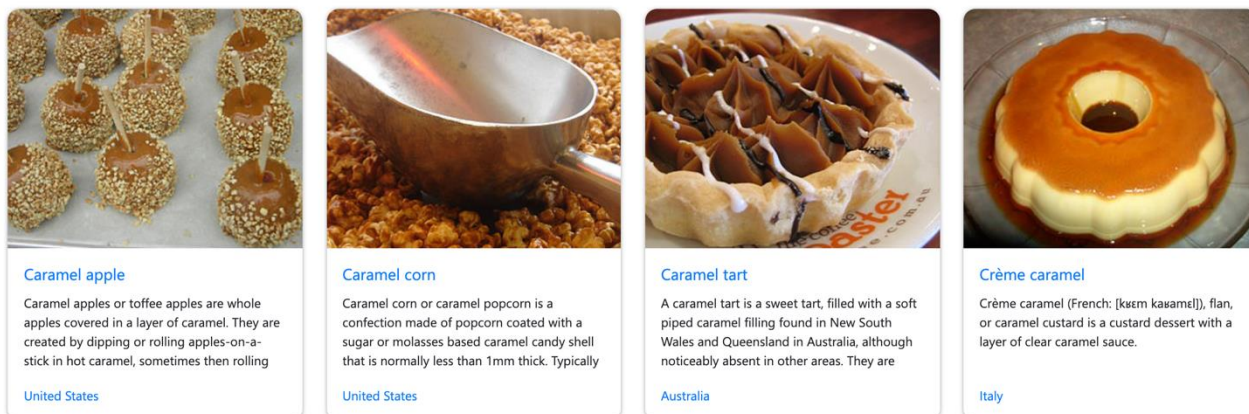 Caramel apple
Caramel apples or toffee apples are whole
apples covered in a layer of caramel. They are
created by dipping or rolling apples-on-a-
stick in hot caramel, sometimes then rolling
United States
Caramel corn
Caramel corn or caramel popcorn is a
confection made of popcorn coated with a
sugar or molasses based caramel candy shell
that is normally less than 1mm thick. Typically
United States
aster
e.com.au
Caramel tart
A caramel tart is a sweet tart, filled with a soft
piped caramel filling found in New South
Wales and Queensland in Australia, although
noticeably absent in other areas. They are
Australia
Crème caramel
Crème caramel (French: [kʁɛm kaʁamɛl]), flan,
or caramel custard is a custard dessert with a
layer of clear caramel sauce.
Italy